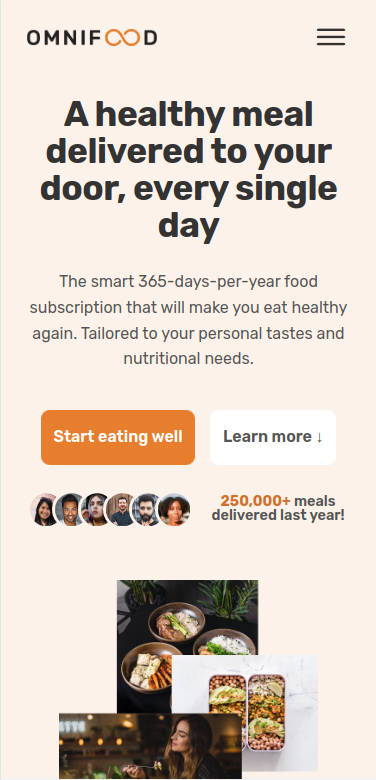 OMNIFOOD
A healthy meal
delivered to your
door, every single
day
The smart 365-days-per-year food
subscription that will make you eat healthy
again. Tailored to your personal tastes and
nutritional needs.
Start eating well
Learn more ↓
250,000+ meals
delivered last year!